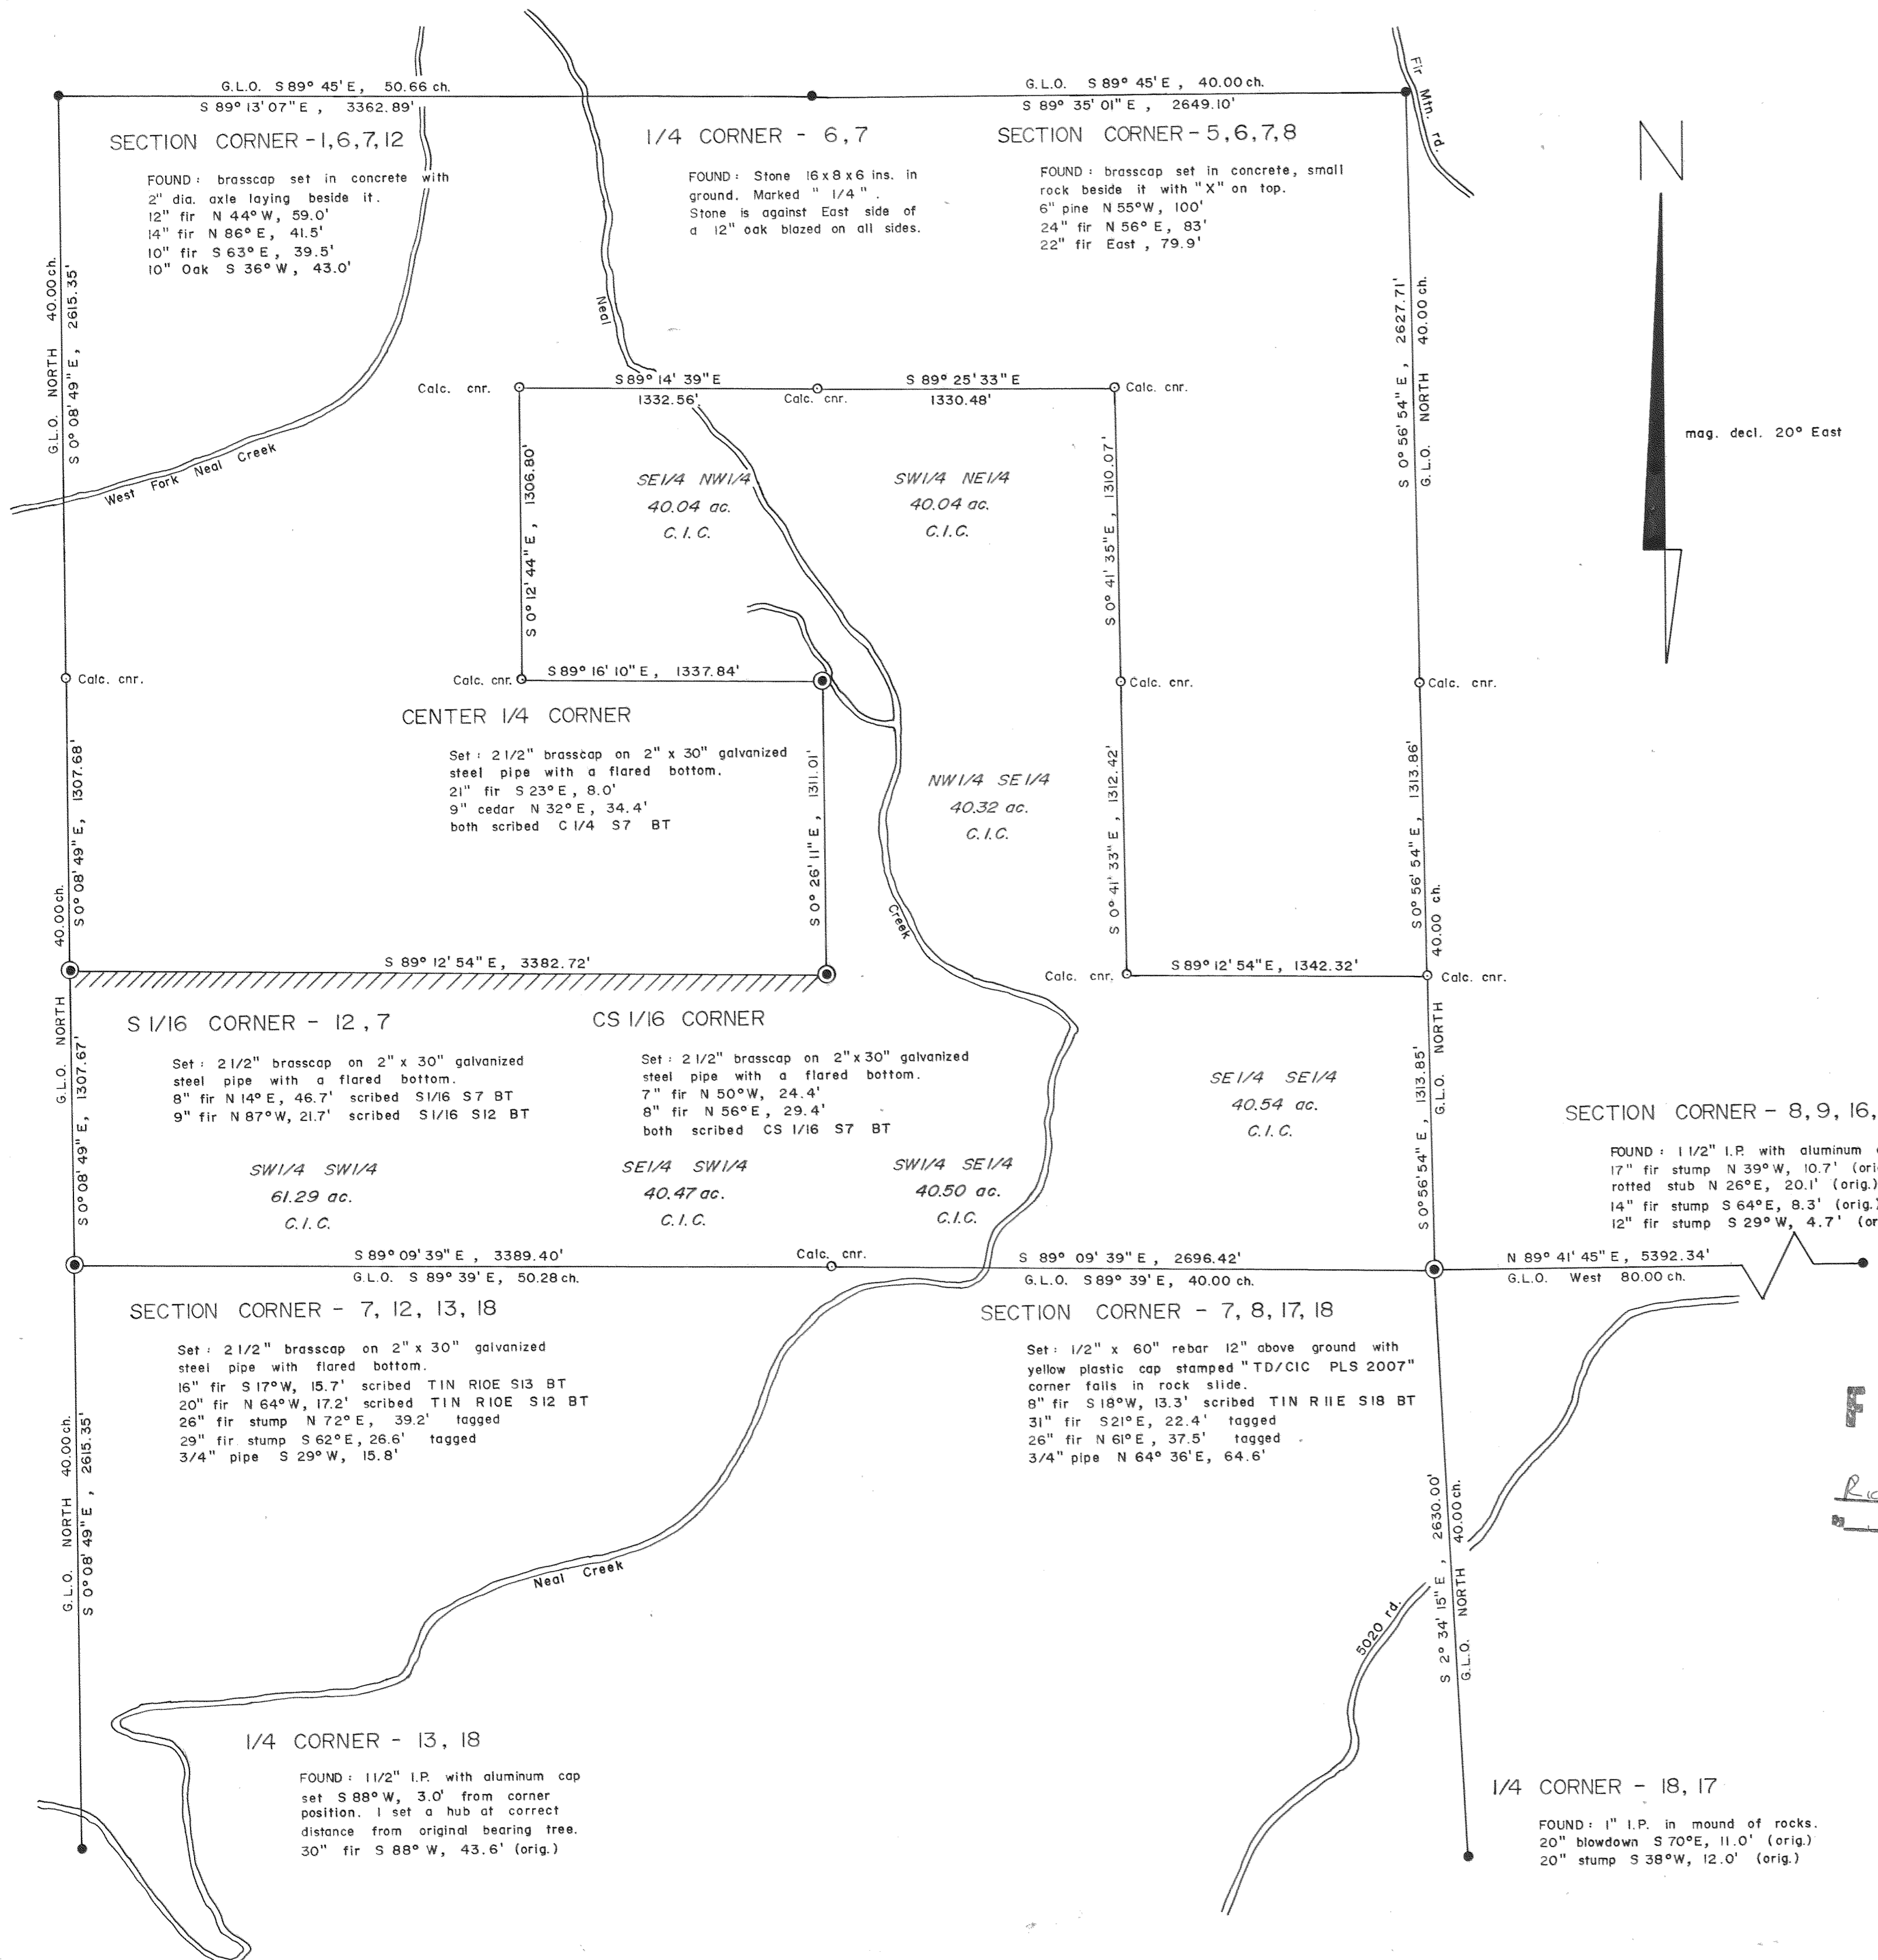 G.L.O. S 89° 45' E, 50.66 ch.
S 89° 13' 07" E, 3362.89'
G.L.O. S 89° 45' E, 40.00 ch.
S 89° 35' 01" E, 2649.10'
Fir Mtn. rd.
SECTION CORNER - 1, 6, 7, 12
FOUND: brasscap set in concrete with
2" dia. axle laying beside it.
12" fir N 44° W, 59.0'
14" fir N 86° E, 41.5'
10" fir S 63° E, 39.5'
10" Oak S 36° W, 43.0'
1/4 CORNER - 6, 7
FOUND: Stone 16 x 8 x 6 ins. in
ground. Marked "1/4".
Stone is against East side of
a 12" oak blazed on all sides.
SECTION CORNER - 5, 6, 7, 8
FOUND: brasscap set in concrete, small
rock beside it with "X" on top.
6" pine N 55° W, 100'
24" fir N 56° E, 83'
22" fir East, 79.9'
N
mag. decl. 20° East
G.L.O. NORTH 40.00 ch.
S 0° 08' 49" E, 2615.35'
Neal
West Fork Neal Creek
S 0° 56' 54" E, 2627.71'
G.L.O. NORTH 40.00 ch.
Calc. cnr.
S 89° 14' 39" E
1332.56'
Calc. cnr.
S 89° 25' 33" E
1330.48'
Calc. cnr.
S 0° 12' 44" E, 1306.80'
SE1/4 NW1/4
40.04 ac.
C.I.C.
SW1/4 NE1/4
40.04 ac.
C.I.C.
S 0° 41' 35" E, 1310.07'
Calc. cnr.
Calc. cnr.
S 89° 16' 10" E, 1337.84'
Calc. cnr.
Calc. cnr.
CENTER 1/4 CORNER
Set: 2 1/2" brasscap on 2" x 30" galvanized
steel pipe with a flared bottom.
21" fir S 23° E, 8.0'
9" cedar N 32° E, 34.4'
both scribed C 1/4 S7 BT
S 0° 08' 49" E, 1307.68'
40.00 ch.
S 0° 26' 11" E, 1311.01'
NW1/4 SE1/4
40.32 ac.
C.I.C.
Creek
S 0° 41' 33" E, 1312.42'
S 0° 56' 54" E, 1313.86'
40.00 ch.
S 89° 12' 54" E, 3382.72'
Calc. cnr.
S 89° 12' 54" E, 1342.32'
Calc. cnr.
G.L.O. NORTH
S 0° 08' 49" E, 1307.67'
S 1/16 CORNER - 12, 7
Set: 2 1/2" brasscap on 2" x 30" galvanized
steel pipe with a flared bottom.
8" fir N 14° E, 46.7' scribed S1/16 S7 BT
9" fir N 87° W, 21.7' scribed S1/16 S12 BT
CS 1/16 CORNER
Set: 2 1/2" brasscap on 2" x 30" galvanized
steel pipe with a flared bottom.
7" fir N 50° W, 24.4'
8" fir N 56° E, 29.4'
both scribed CS 1/16 S7 BT
SE1/4 SE1/4
40.54 ac.
C.I.C.
G.L.O. NORTH
S 0° 56' 54" E, 1313.85'
SECTION CORNER - 8, 9, 16,
FOUND: 1 1/2" I.P. with aluminum
17" fir stump N 39° W, 10.7'
rotted stub N 26° E, 20.1' (orig.)
14" fir stump S 64° E, 8.3' (orig.)
12" fir stump S 29° W, 4.7'
SW1/4 SW1/4
61.29 ac.
C.I.C.
SE1/4 SW1/4
40.47 ac.
C.I.C.
SW1/4 SE1/4
40.50 ac.
C.I.C.
S 89° 09' 39" E, 3389.40'
G.L.O. S 89° 39' E, 50.28 ch.
Calc. cnr.
S 89° 09' 39" E, 2696.42'
G.L.O. S 89° 39' E, 40.00 ch.
N 89° 41' 45" E, 5392.34'
G.L.O. West 80.00 ch.
SECTION CORNER - 7, 12, 13, 18
Set: 2 1/2" brasscap on 2" x 30" galvanized
steel pipe with flared bottom.
16" fir S 17° W, 15.7' scribed T1N R10E S13 BT
20" fir N 64° W, 17.2' scribed T1N R10E S12 BT
26" fir stump N 72° E, 39.2' tagged
29" fir stump S 62° E, 26.6' tagged
3/4" pipe S 29° W, 15.8'
SECTION CORNER - 7, 8, 17, 18
Set: 1/2" x 60" rebar 12" above ground with
yellow plastic cap stamped "TD/CIC PLS 2007"
corner falls in rock slide.
8" fir S 18° W, 13.3' scribed T1N R11E S18 BT
31" fir S 21° E, 22.4' tagged
26" fir N 61° E, 37.5' tagged
3/4" pipe N 64° 36' E, 64.6'
F
G.L.O. NORTH 40.00 ch.
S 0° 08' 49" E, 2615.35'
Neal Creek
S 2° 34' 15" E, 2630.00'
G.L.O. NORTH 40.00 ch.
5020 rd.
1/4 CORNER - 13, 18
FOUND: 1 1/2" I.P. with aluminum cap
set S 88° W, 3.0' from corner
position. I set a hub at correct
distance from original bearing tree.
30" fir S 88° W, 43.6' (orig.)
1/4 CORNER - 18, 17
FOUND: 1" I.P. in mound of rocks.
20" blowdown S 70° E, 11.0' (orig.)
20" stump S 38° W, 12.0' (orig.)